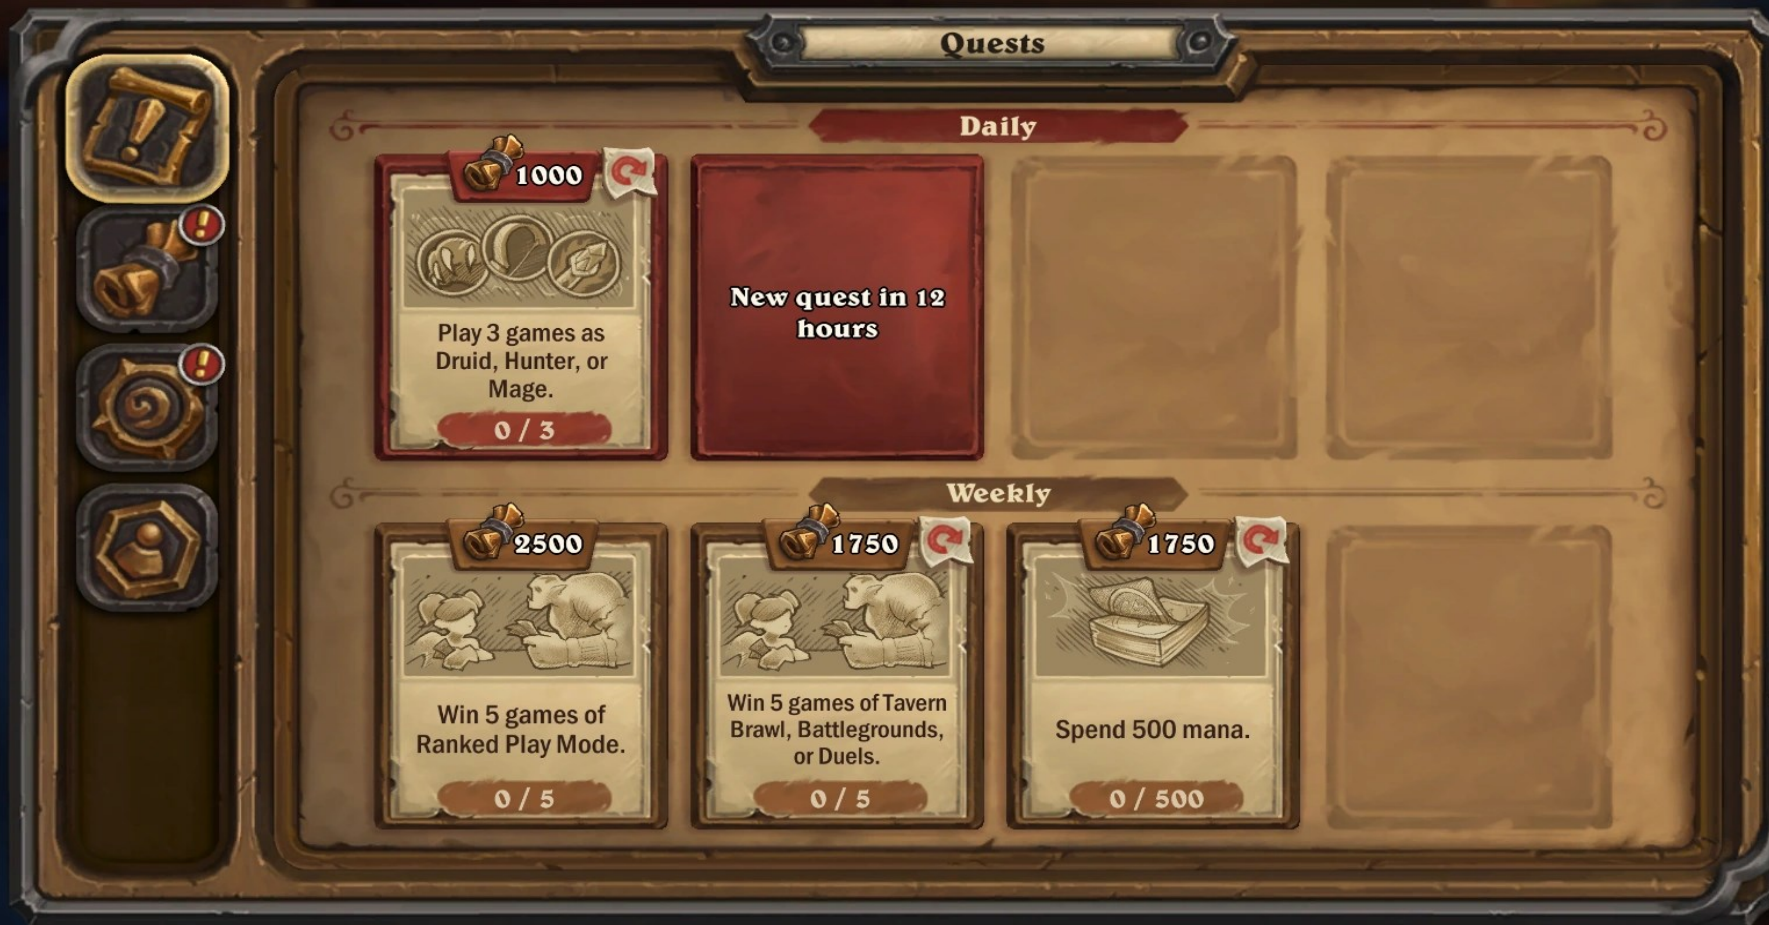 Quests
Daily
1000
Play 3 games as
Druid, Hunter, or
Mage.
0 / 3
New quest in 12
hours
Weekly
2500
Win 5 games of
Ranked Play Mode.
0 / 5
1750
Win 5 games of Tavern
Brawl, Battlegrounds,
or Duels.
0 / 5
1750
Spend 500 mana.
0 / 500